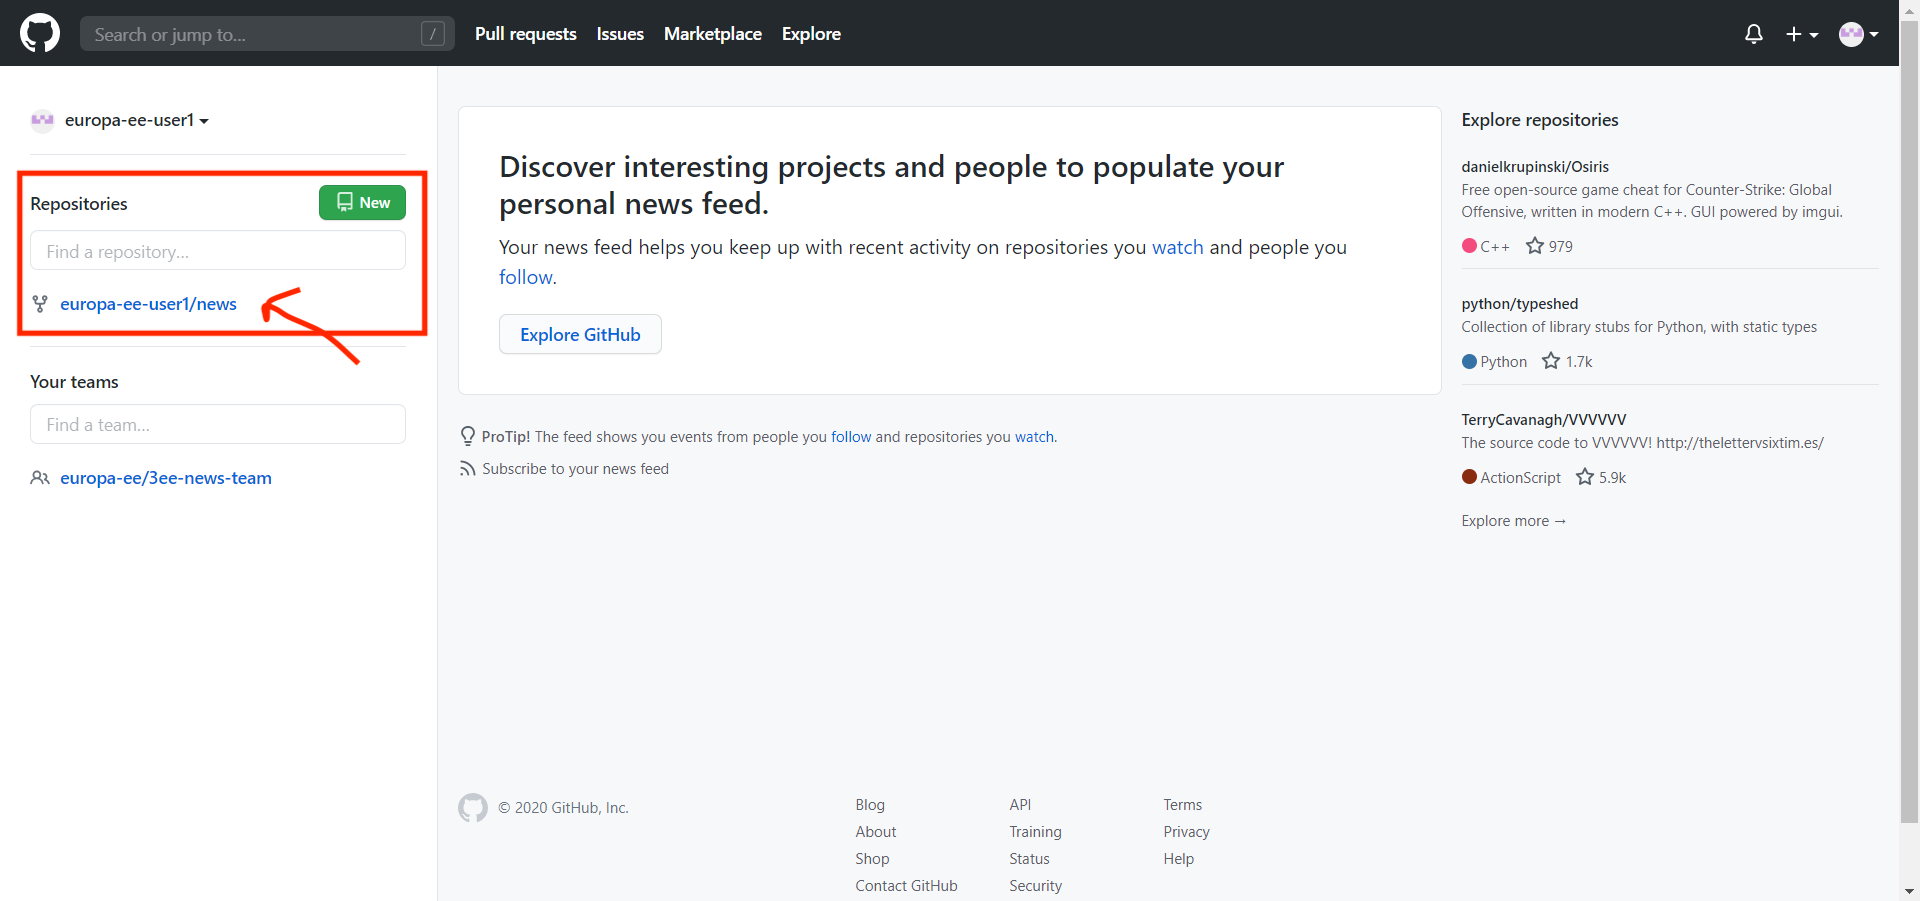 Search or jump to...
/
Pull requests
Issues
Marketplace
Explore
europa-ee-user1
Repositories
New
Find a repository...
europa-ee-user1/news
Your teams
Find a team...
europa-ee/3ee-news-team
Discover interesting projects and people to populate your
personal news feed.
Your news feed helps you keep up with recent activity on repositories you watch and people you
follow.
Explore GitHub
ProTip! The feed shows you events from people you follow and repositories you watch.
Subscribe to your news feed
Explore repositories
danielkrupinski/Osiris
Free open-source game cheat for Counter-Strike: Global
Offensive, written in modern C++. GUI powered by imgui.
C++ 979
python/typeshed
Collection of library stubs for Python, with static types
Python 1.7k
TerryCavanagh/VVVVVV
The source code to VVVVVV! http://thelettervsixtim.es/
ActionScript 5.9k
Explore more →
© 2020 GitHub, Inc.
Blog
About
Shop
Contact GitHub
API
Training
Status
Security
Terms
Privacy
Help